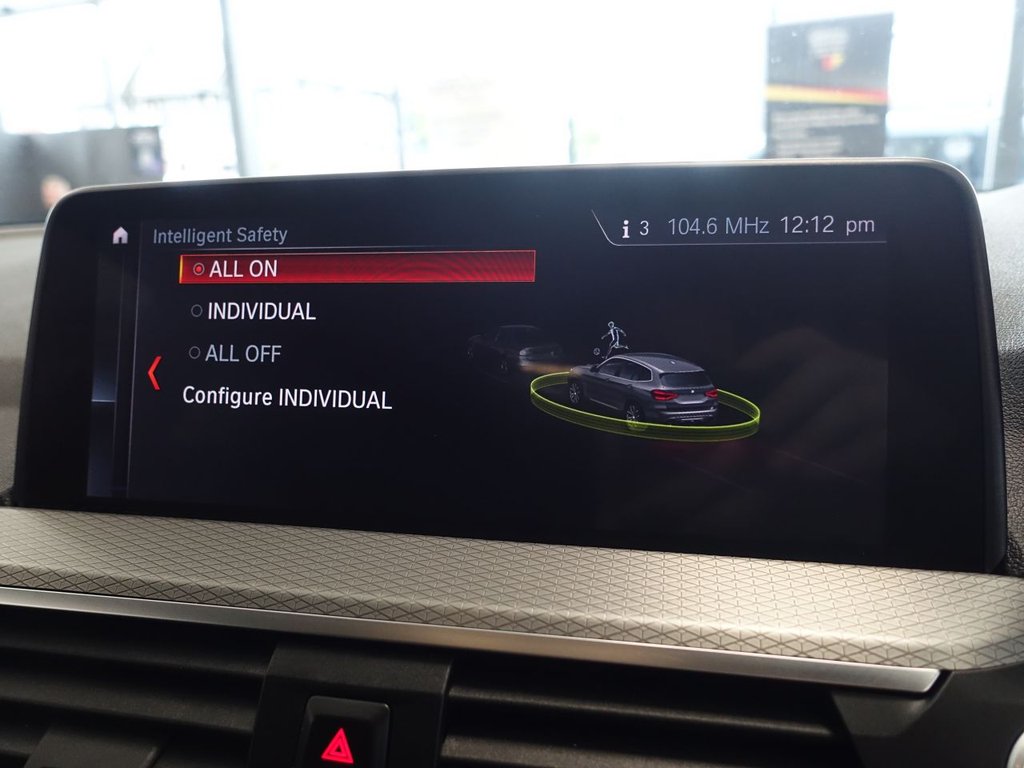 Intelligent Safety
i 3 104.6 MHz 12:12 pm
ALL ON
INDIVIDUAL
ALL OFF
Configure INDIVIDUAL